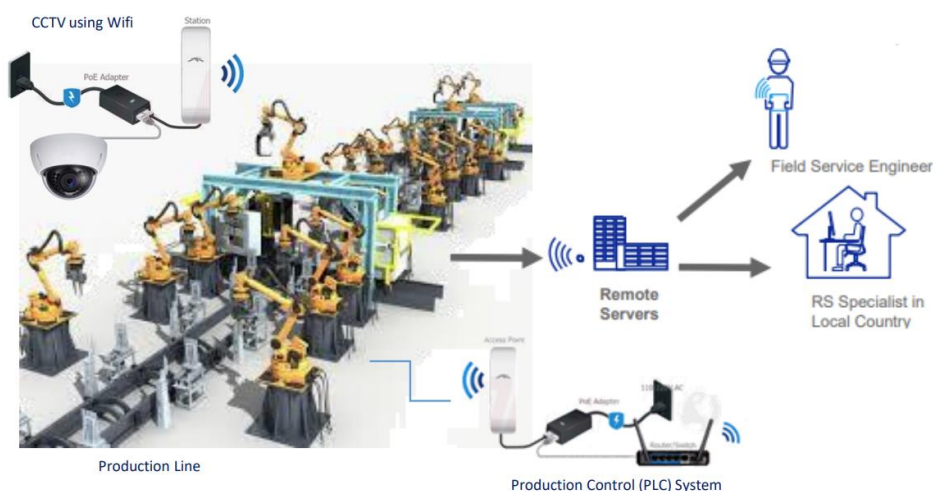 CCTV using Wifi
Station
PoE Adapter
Field Service Engineer
Remote
Servers
RS Specialist in
Local Country
Access Point
PoE Adapter
Router/Switch
Production Line
Production Control (PLC) System